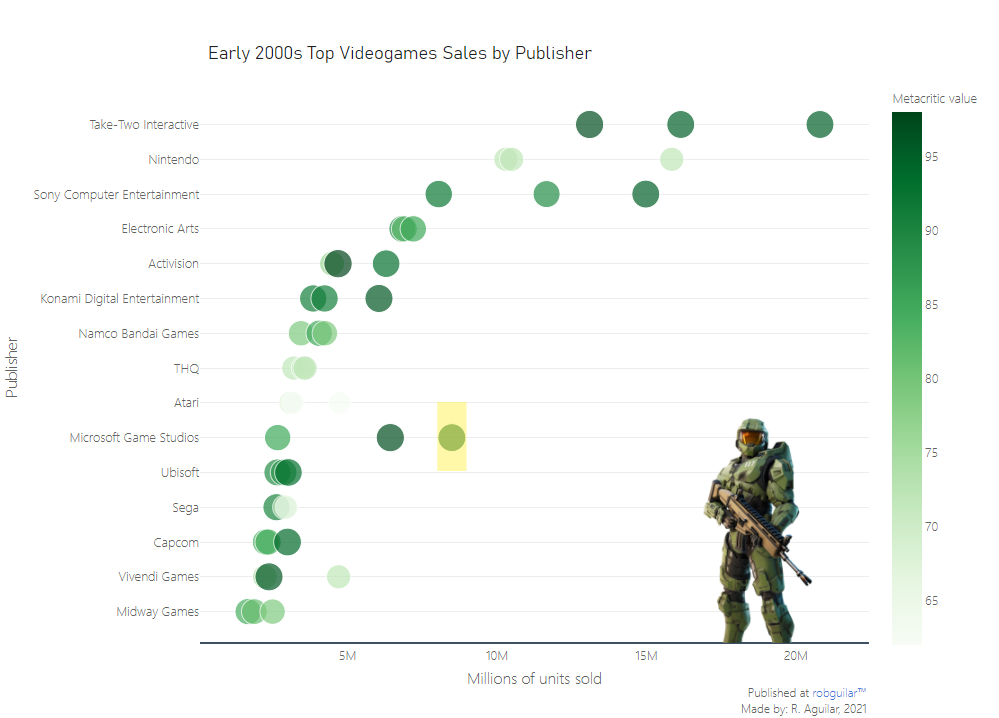 Early 2000s Top Videogames Sales by Publisher
Metacritic value
Take-Two Interactive
Nintendo
Sony Computer Entertainment
Electronic Arts
Activision
Konami Digital Entertainment
Namco Bandai Games
THQ
Atari
Microsoft Game Studios
Ubisoft
Sega
Capcom
Vivendi Games
Midway Games
Publisher
95
90
85
80
75
70
65
5M
10M
15M
20M
Millions of units sold
Published at robguilar™
Made by: R. Aguilar, 2021